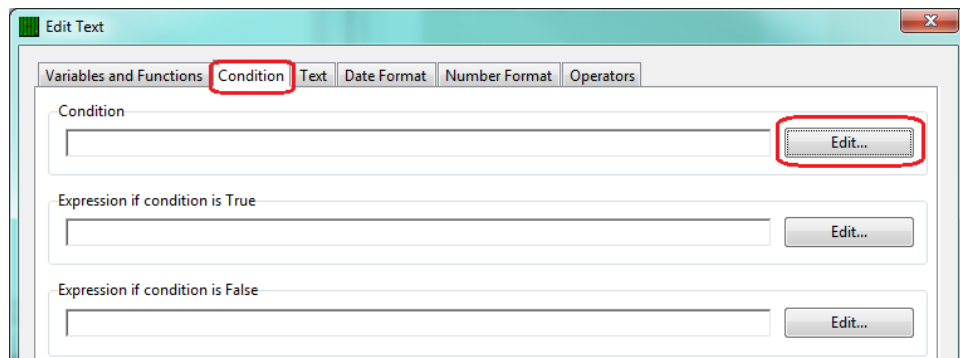 Edit Text
Variables and Functions Condition Text Date Format Number Format Operators
Condition
Edit...
Expression if condition is True
Edit...
Expression if condition is False
Edit...